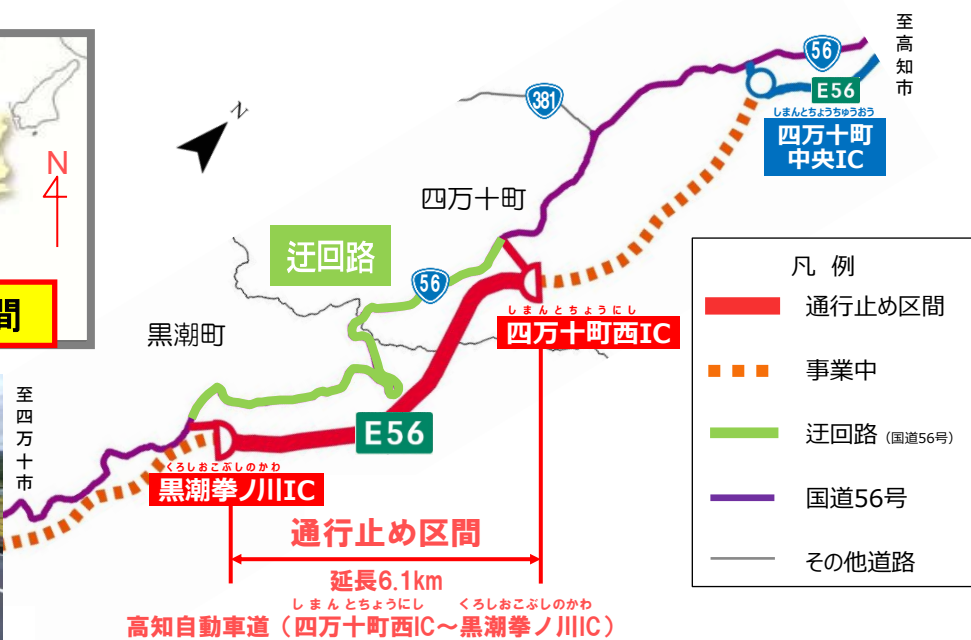 N
間
至高知市
56
E56
しまんとちょうちゅうおう
四万十町
中央IC
381
N
四万十町
迂回路
56
黒潮町
しまんとちょうにし
四万十町西IC
E56
至四万十市
くろしおこぶしのかわ
黒潮拳ノ川IC
通行止め区間
延長6.1km
しまんとちょうにし くろしおこぶしのかわ
高知自動車道(四万十町西IC～黒潮拳ノ川IC)
凡 例
通行止め区間
事業中
迂回路 (国道56号)
国道56号
その他道路